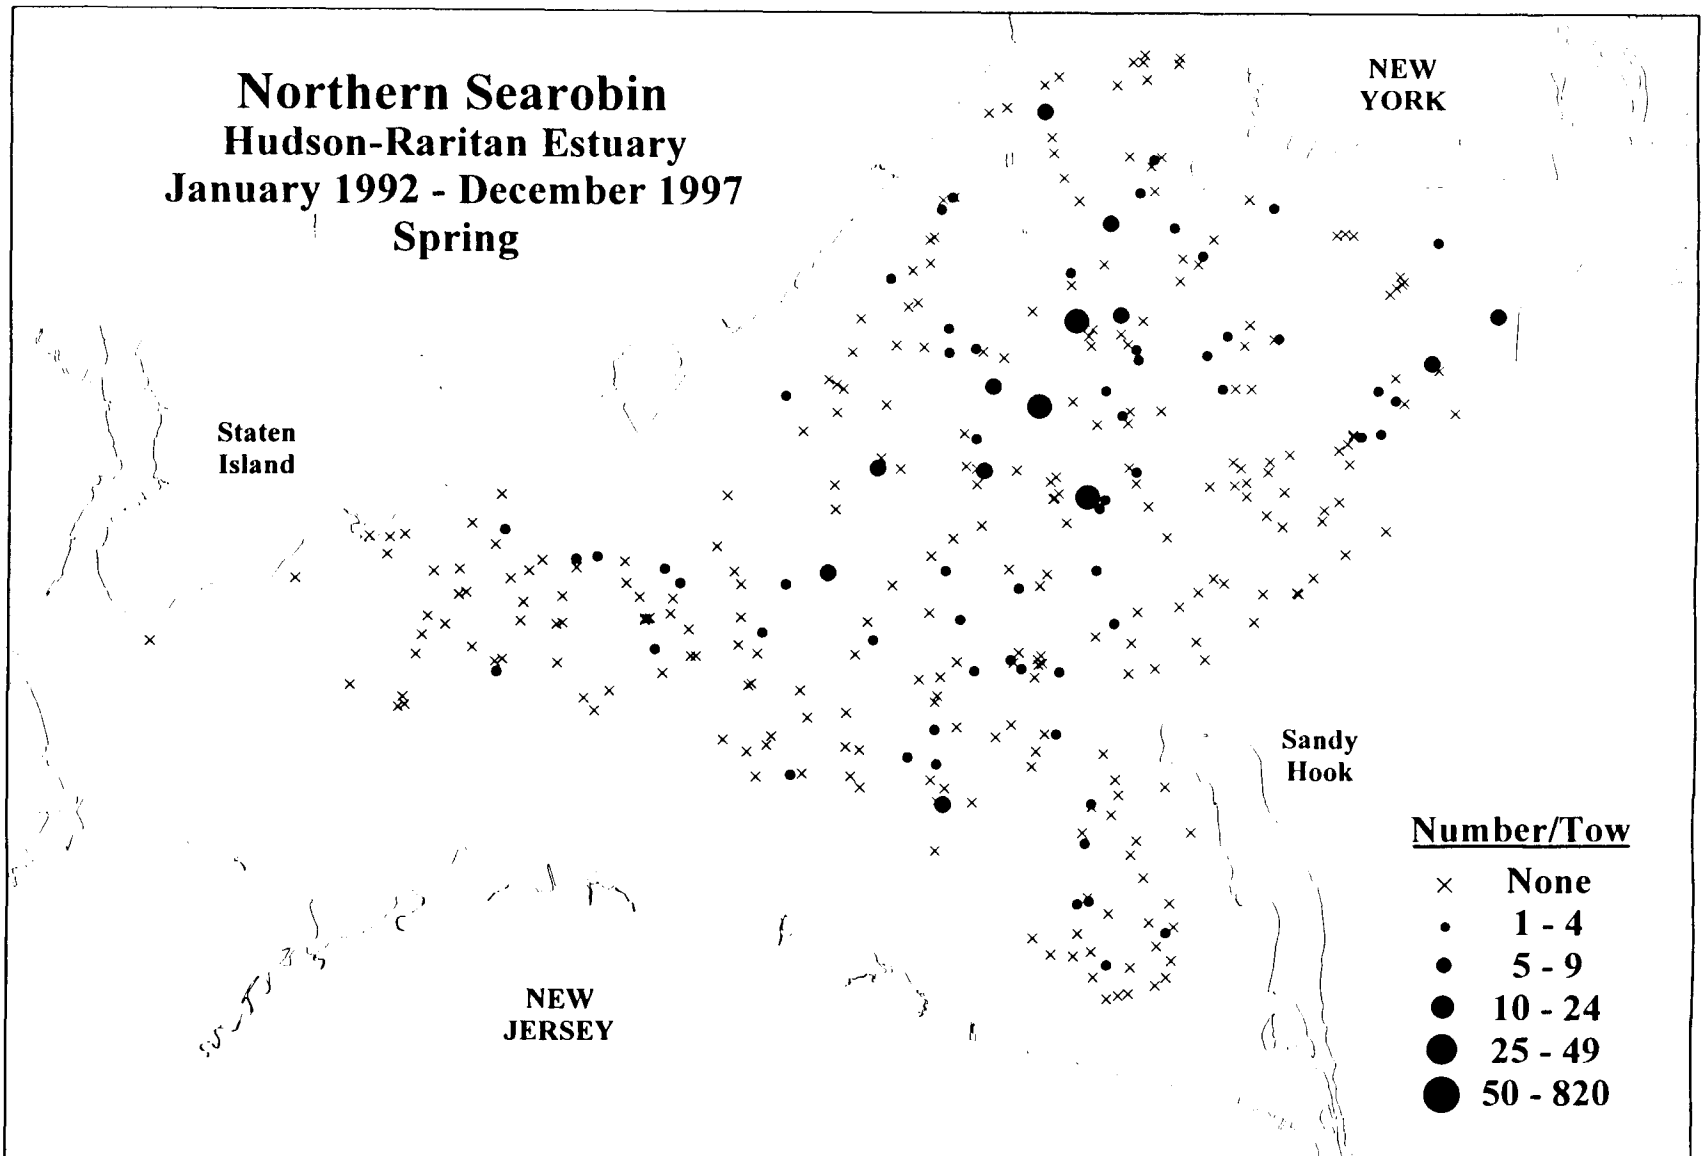 Northern Searobin
Hudson-Raritan Estuary
January 1992 - December 1997
Spring
NEW
YORK
Staten
Island
Sandy
Hook
NEW
JERSEY
Number/Tow
None
1 - 4
5 - 9
10 - 24
25 - 49
50 - 820